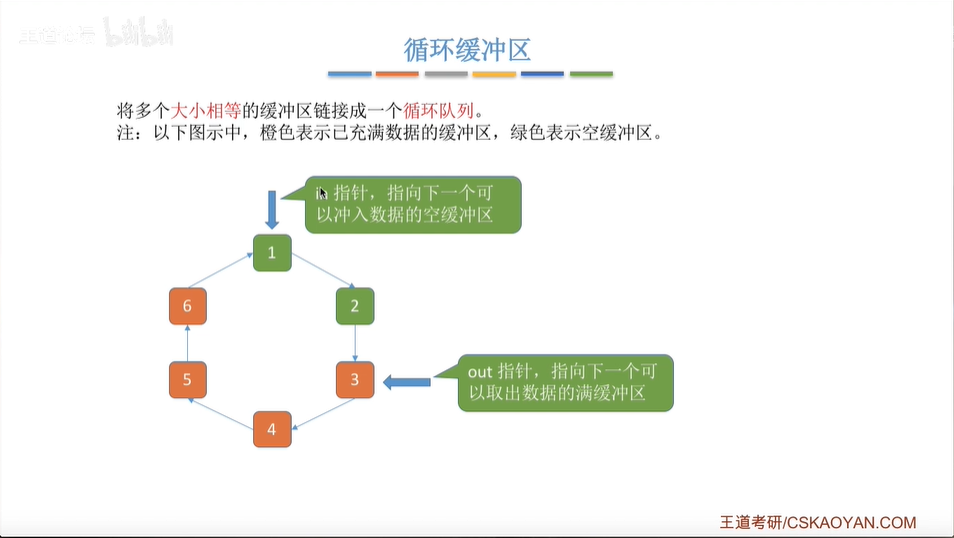 王道考研 bilibili
循环缓冲区
将多个大小相等的缓冲区链接成一个循环队列。
注：以下图示中，橙色表示已充满数据的缓冲区，绿色表示空缓冲区。
in 指针，指向下一个可
以冲入数据的空缓冲区
1
6
2
5
3
out 指针，指向下一个可
以取出数据的满缓冲区
4
王道考研/CSKAOYAN.COM